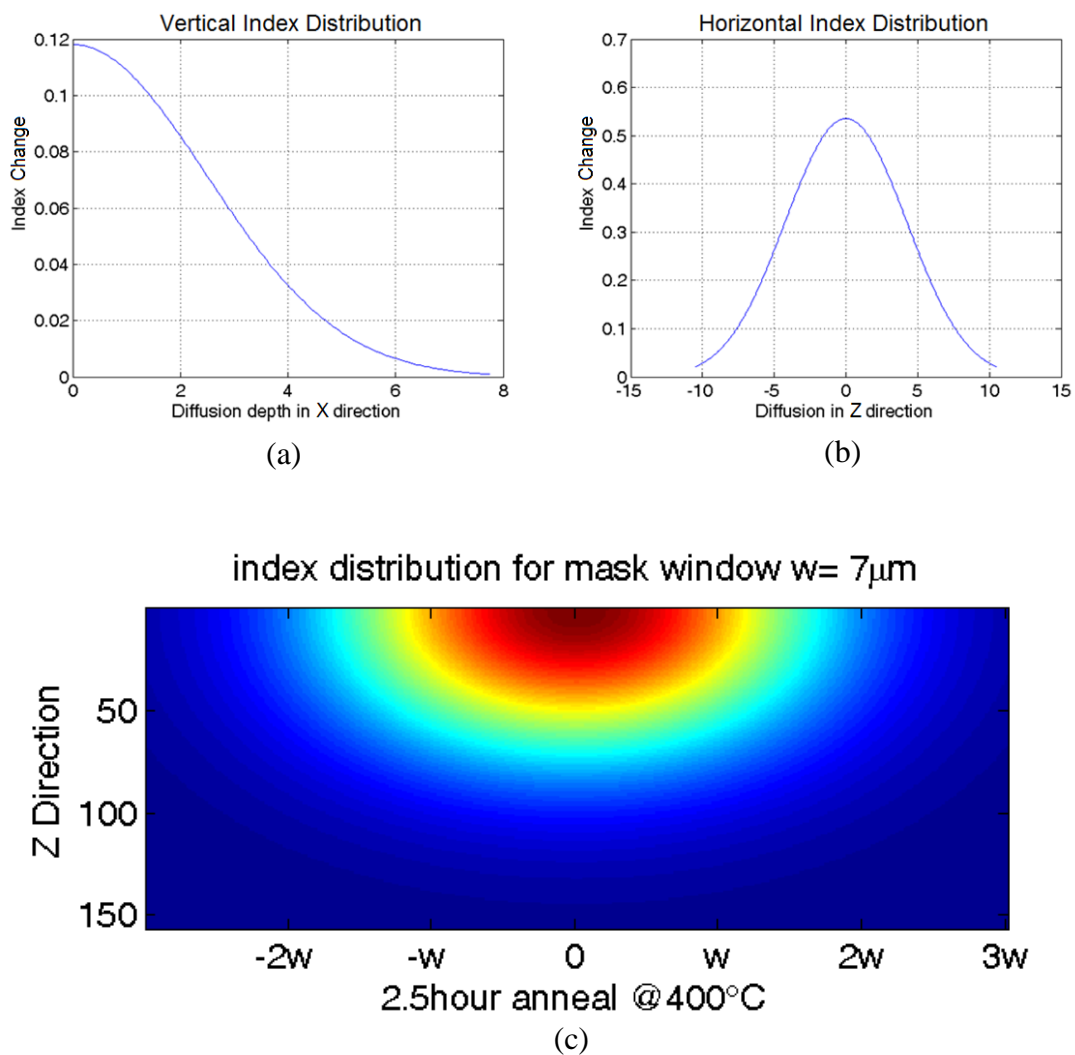 Vertical Index Distribution
0.12
0.1
0.08
0.06
0.04
0.02
0
Index Change
0 2 4 6 8
Diffusion depth in X direction
(a)
Horizontal Index Distribution
0.7
0.6
0.5
0.4
0.3
0.2
0.1
0
Index Change
-15 -10 -5 0 5 10 15
Diffusion in Z direction
(b)
index distribution for mask window w= 7μm
50
100
150
Z Direction
-2w -w 0 w 2w 3w
2.5hour anneal @400°C
(c)